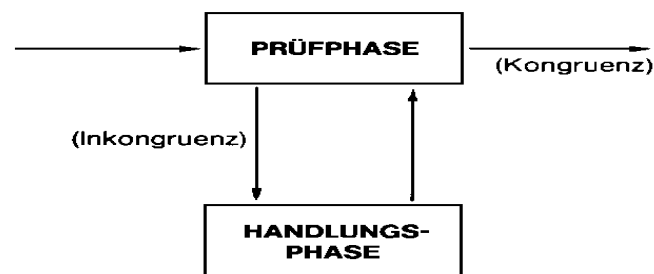 PRÜFPHASE
(Kongruenz)
(Inkongruenz)
HANDLUNGS-
PHASE